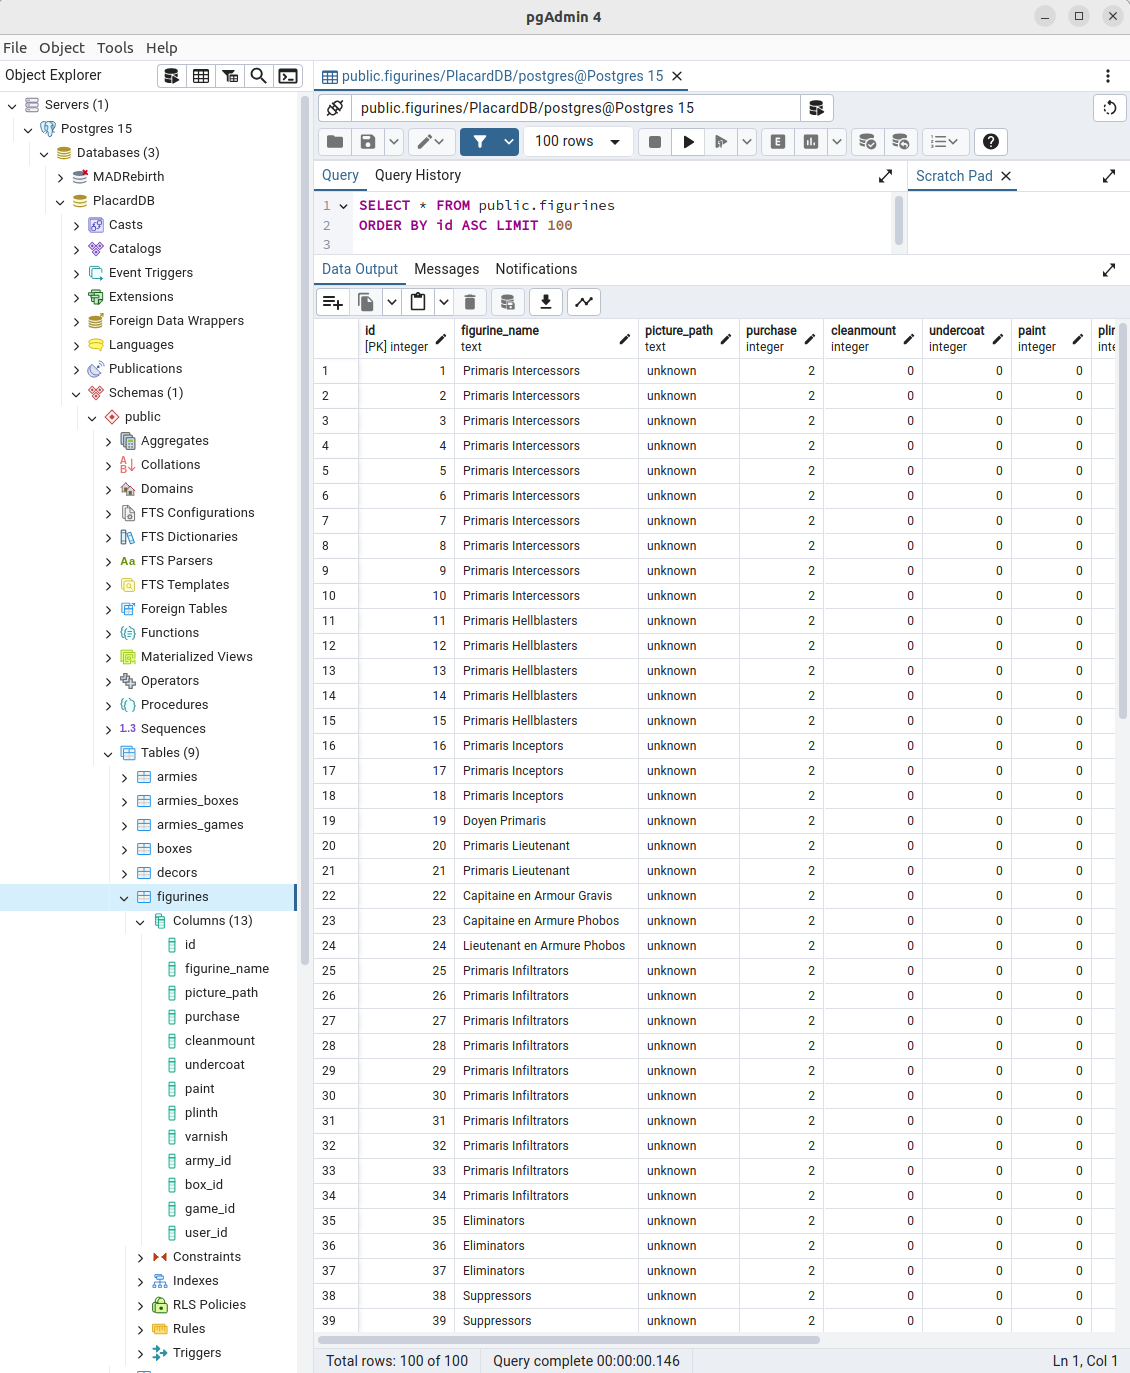 pgAdmin 4
File Object Tools Help
Object Explorer
Servers (1)
Postgres 15
Databases (3)
MADRebirth
PlacardDB
Casts
Catalogs
Event Triggers
Extensions
Foreign Data Wrappers
Languages
Publications
Schemas (1)
public
Aggregates
Collations
Domains
FTS Configurations
FTS Dictionaries
Aa FTS Parsers
FTS Templates
Foreign Tables
Functions
Materialized Views
Operators
Procedures
1..3 Sequences
Tables (9)
armies
armies_boxes
armies_games
boxes
decors
figurines
Columns (13)
id
figurine_name
picture_path
purchase
cleanmount
undercoat
paint
plinth
varnish
army_id
box_id
game_id
user_id
Constraints
Indexes
RLS Policies
Rules
Triggers
public.figurines/PlacardDB/postgres@Postgres 15
public.figurines/PlacardDB/postgres@Postgres 15
100 rows
E
Query Query History
Scratch Pad
1 SELECT * FROM public.figurines
2 ORDER BY id ASC LIMIT 100
3
Data Output Messages Notifications
id figurine_name picture_path purchase cleanmount undercoat paint plin
[PK] integer text text integer integer integer integer inte
1 1 Primaris Intercessors unknown 2 0 0 0
2 2 Primaris Intercessors unknown 2 0 0 0
3 3 Primaris Intercessors unknown 2 0 0 0
4 4 Primaris Intercessors unknown 2 0 0 0
5 5 Primaris Intercessors unknown 2 0 0 0
6 6 Primaris Intercessors unknown 2 0 0 0
7 7 Primaris Intercessors unknown 2 0 0 0
8 8 Primaris Intercessors unknown 2 0 0 0
9 9 Primaris Intercessors unknown 2 0 0 0
10 10 Primaris Intercessors unknown 2 0 0 0
11 11 Primaris Hellblasters unknown 2 0 0 0
12 12 Primaris Hellblasters unknown 2 0 0 0
13 13 Primaris Hellblasters unknown 2 0 0 0
14 14 Primaris Hellblasters unknown 2 0 0 0
15 15 Primaris Hellblasters unknown 2 0 0 0
16 16 Primaris Inceptors unknown 2 0 0 0
17 17 Primaris Inceptors unknown 2 0 0 0
18 18 Primaris Inceptors unknown 2 0 0 0
19 19 Doyen Primaris unknown 2 0 0 0
20 20 Primaris Lieutenant unknown 2 0 0 0
21 21 Primaris Lieutenant unknown 2 0 0 0
22 22 Capitaine en Armour Gravis unknown 2 0 0 0
23 23 Capitaine en Armure Phobos unknown 2 0 0 0
24 24 Lieutenant en Armure Phobos unknown 2 0 0 0
25 25 Primaris Infiltrators unknown 2 0 0 0
26 26 Primaris Infiltrators unknown 2 0 0 0
27 27 Primaris Infiltrators unknown 2 0 0 0
28 28 Primaris Infiltrators unknown 2 0 0 0
29 29 Primaris Infiltrators unknown 2 0 0 0
30 30 Primaris Infiltrators unknown 2 0 0 0
31 31 Primaris Infiltrators unknown 2 0 0 0
32 32 Primaris Infiltrators unknown 2 0 0 0
33 33 Primaris Infiltrators unknown 2 0 0 0
34 34 Primaris Infiltrators unknown 2 0 0 0
35 35 Eliminators unknown 2 0 0 0
36 36 Eliminators unknown 2 0 0 0
37 37 Eliminators unknown 2 0 0 0
38 38 Suppressors unknown 2 0 0 0
39 39 Suppressors unknown 2 0 0 0
Total rows: 100 of 100 Query complete 00:00:00.146 Ln 1, Col 1